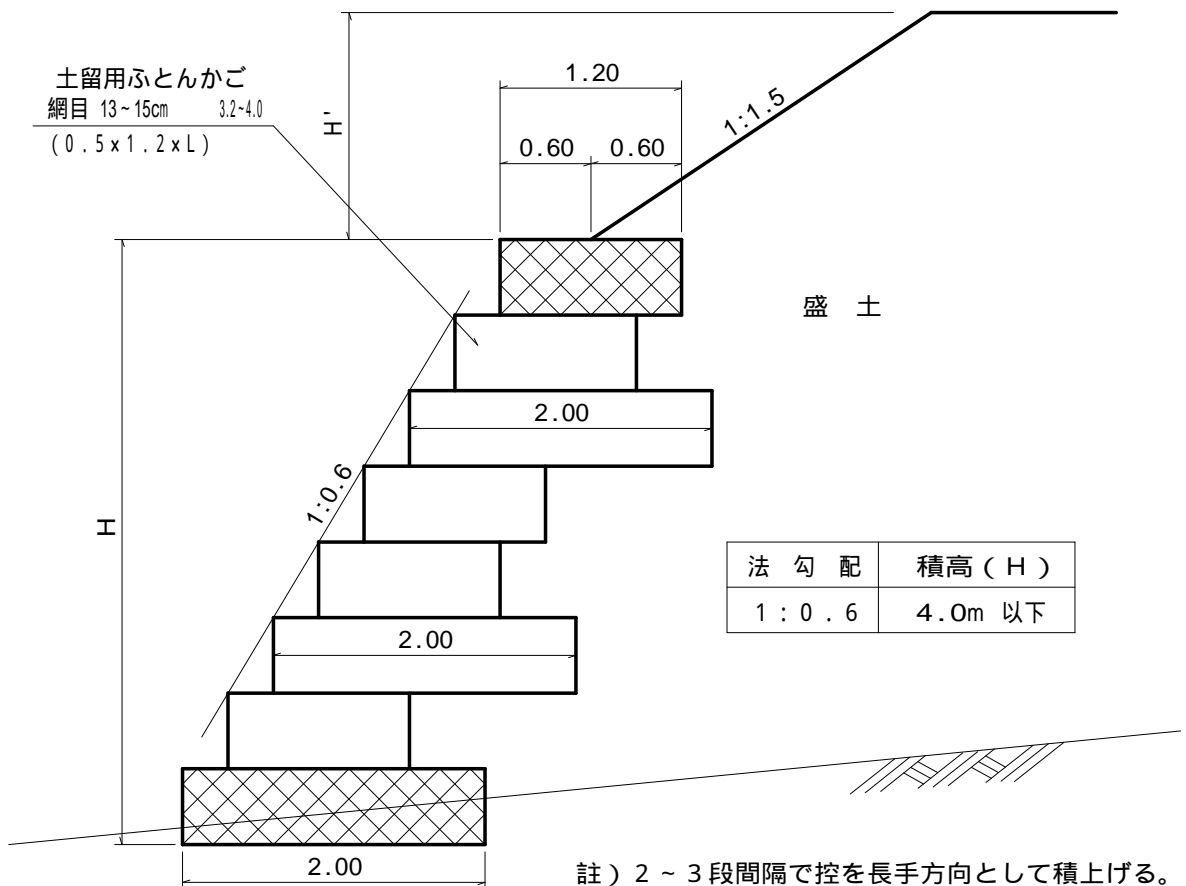 土留用ふとんかご
網目 13~15cm 3.2~4.0
(0.5×1.2×L)
H'
1.20
0.60 0.60
1:1.5
盛 土
2.00
1:0.6
H
法 勾 配 積高(H)
1:0.6 4.0m 以下
2.00
2.00
註)2~3段間隔で控を長手方向として積上げる。